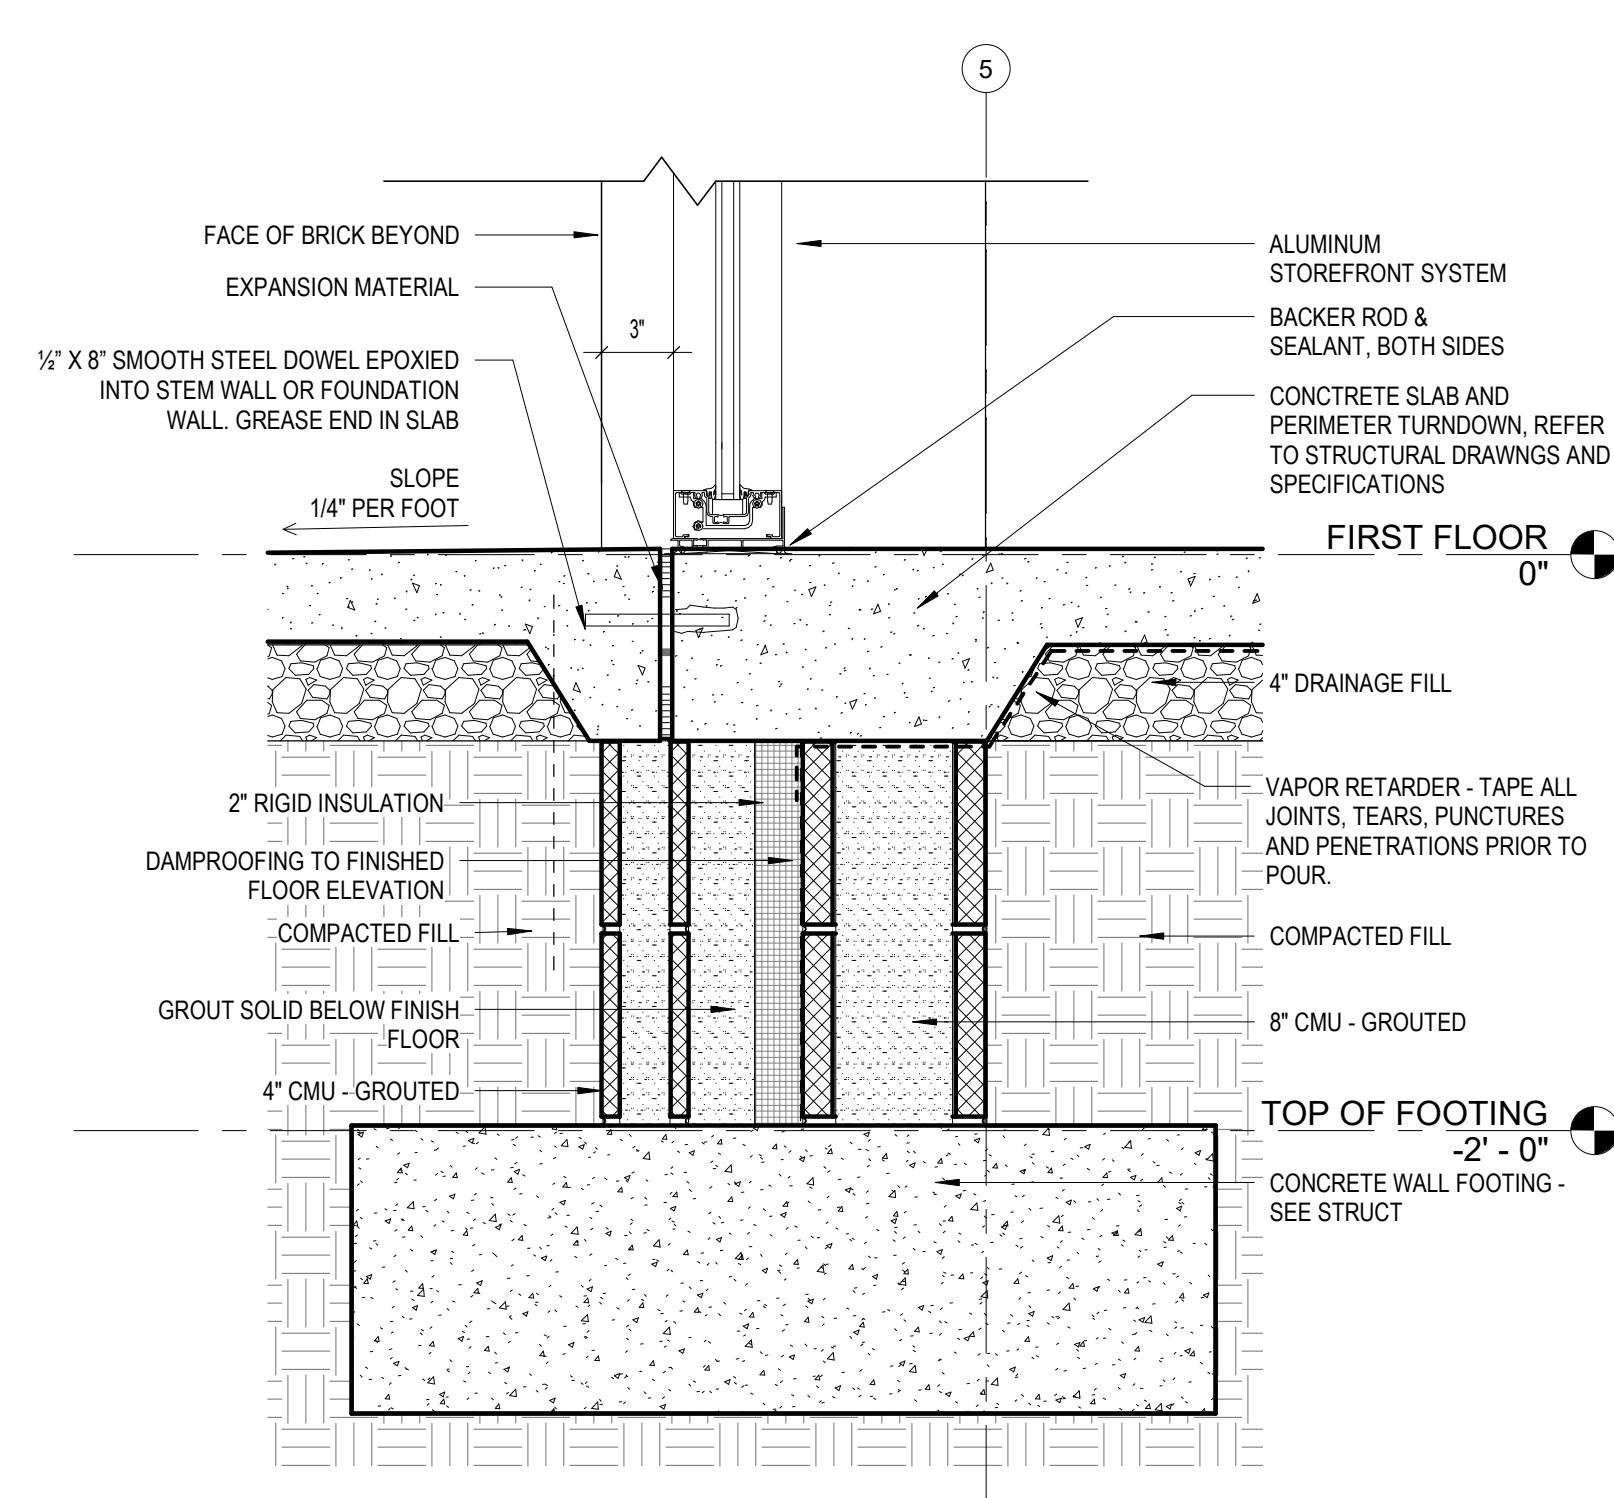 5
FACE OF BRICK BEYOND
EXPANSION MATERIAL
3"
½” X 8” SMOOTH STEEL DOWEL EPOXIED
INTO STEM WALL OR FOUNDATION
WALL. GREASE END IN SLAB
SLOPE
1/4" PER FOOT
ALUMINUM
STOREFRONT SYSTEM
BACKER ROD &
SEALANT, BOTH SIDES
CONCTRETE SLAB AND
PERIMETER TURNDOWN, REFER
TO STRUCTURAL DRAWNGS AND
SPECIFICATIONS
FIRST FLOOR
0"
4" DRAINAGE FILL
2" RIGID INSULATION
DAMPROOFING TO FINISHED
FLOOR ELEVATION
COMPACTED FILL
GROUT SOLID BELOW FINISH
FLOOR
4" CMU - GROUTED
VAPOR RETARDER - TAPE ALL
JOINTS, TEARS, PUNCTURES
AND PENETRATIONS PRIOR TO
POUR.
COMPACTED FILL
8" CMU - GROUTED
TOP OF FOOTING
-2' - 0"
CONCRETE WALL FOOTING -
SEE STRUCT